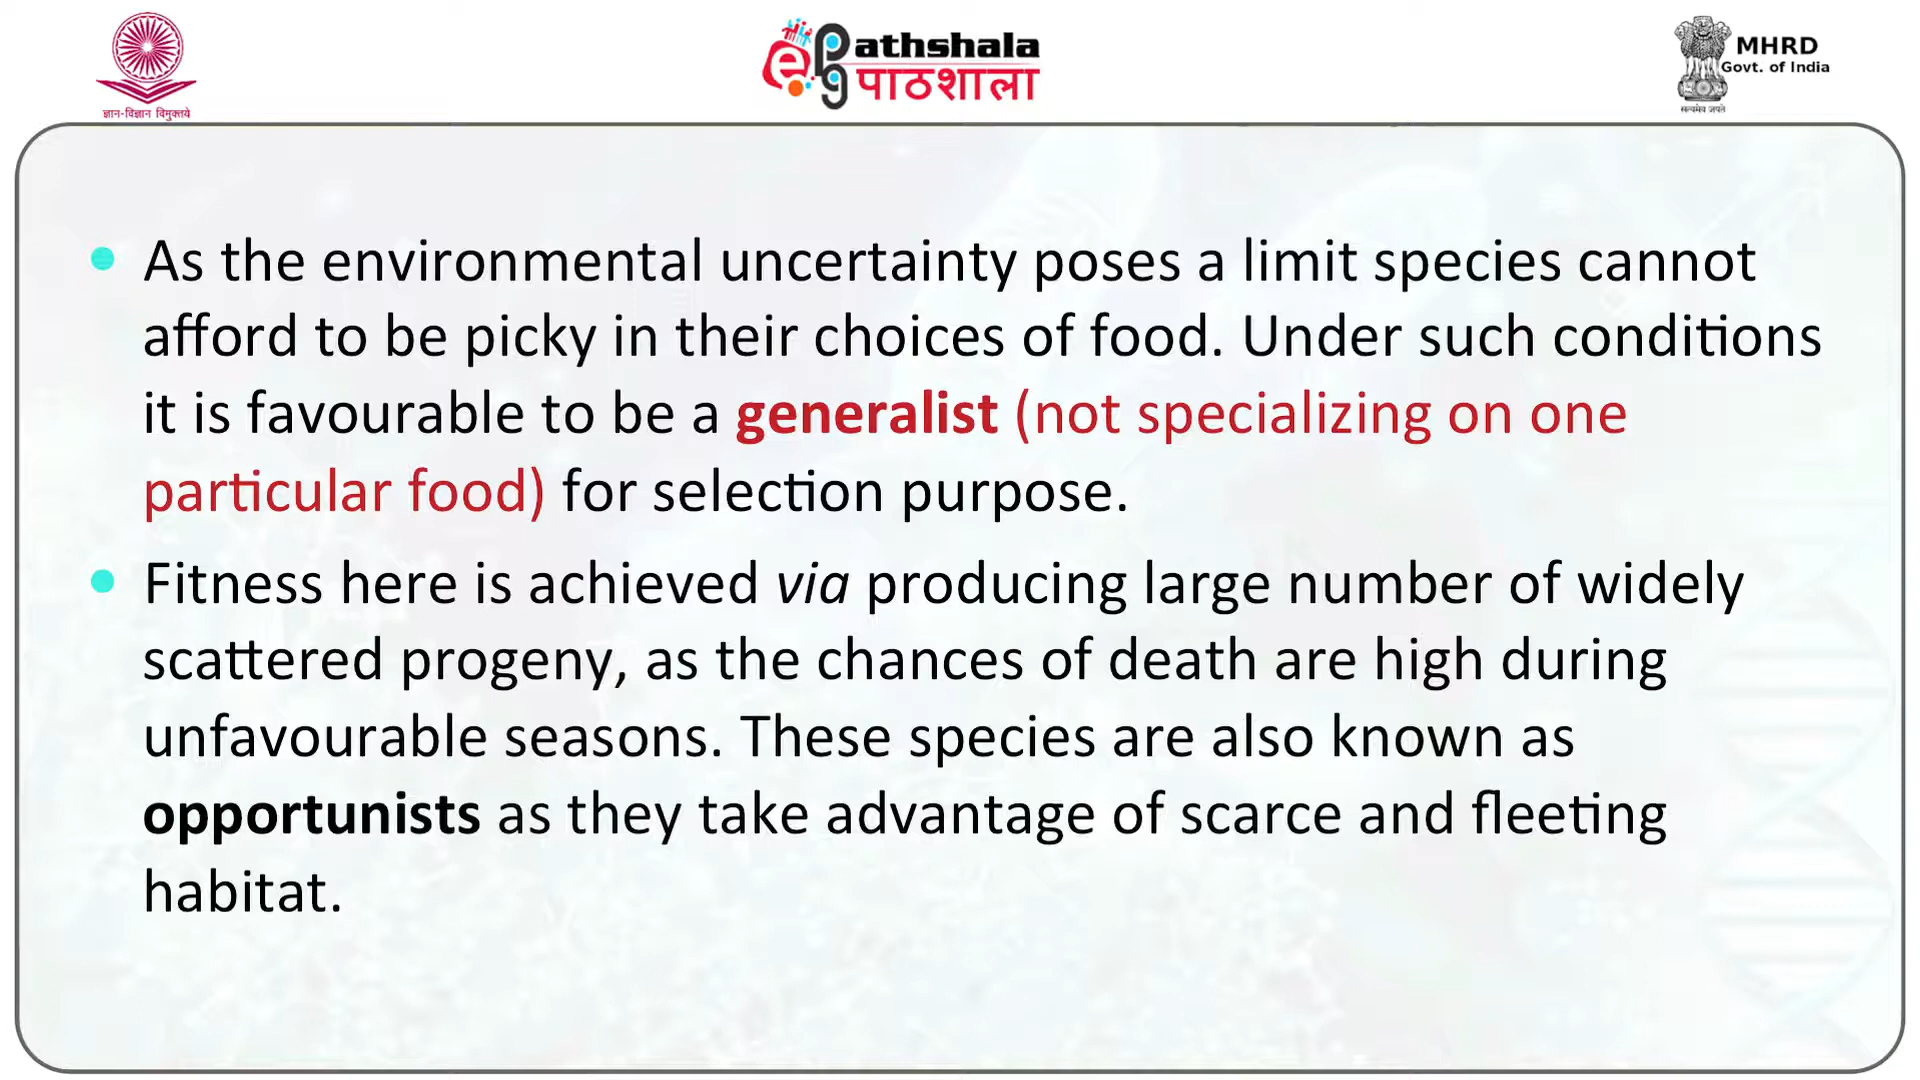 ज्ञान-विज्ञान विमुक्तये
e
pg
athshala
पाठशाला
MHRD
Govt. of India
सत्यमेव जयते
As the environmental uncertainty poses a limit species cannot
afford to be picky in their choices of food. Under such conditions
it is favourable to be a generalist (not specializing on one
particular food) for selection purpose.
Fitness here is achieved via producing large number of widely
scattered progeny, as the chances of death are high during
unfavourable seasons. These species are also known as
opportunists as they take advantage of scarce and fleeting
habitat.